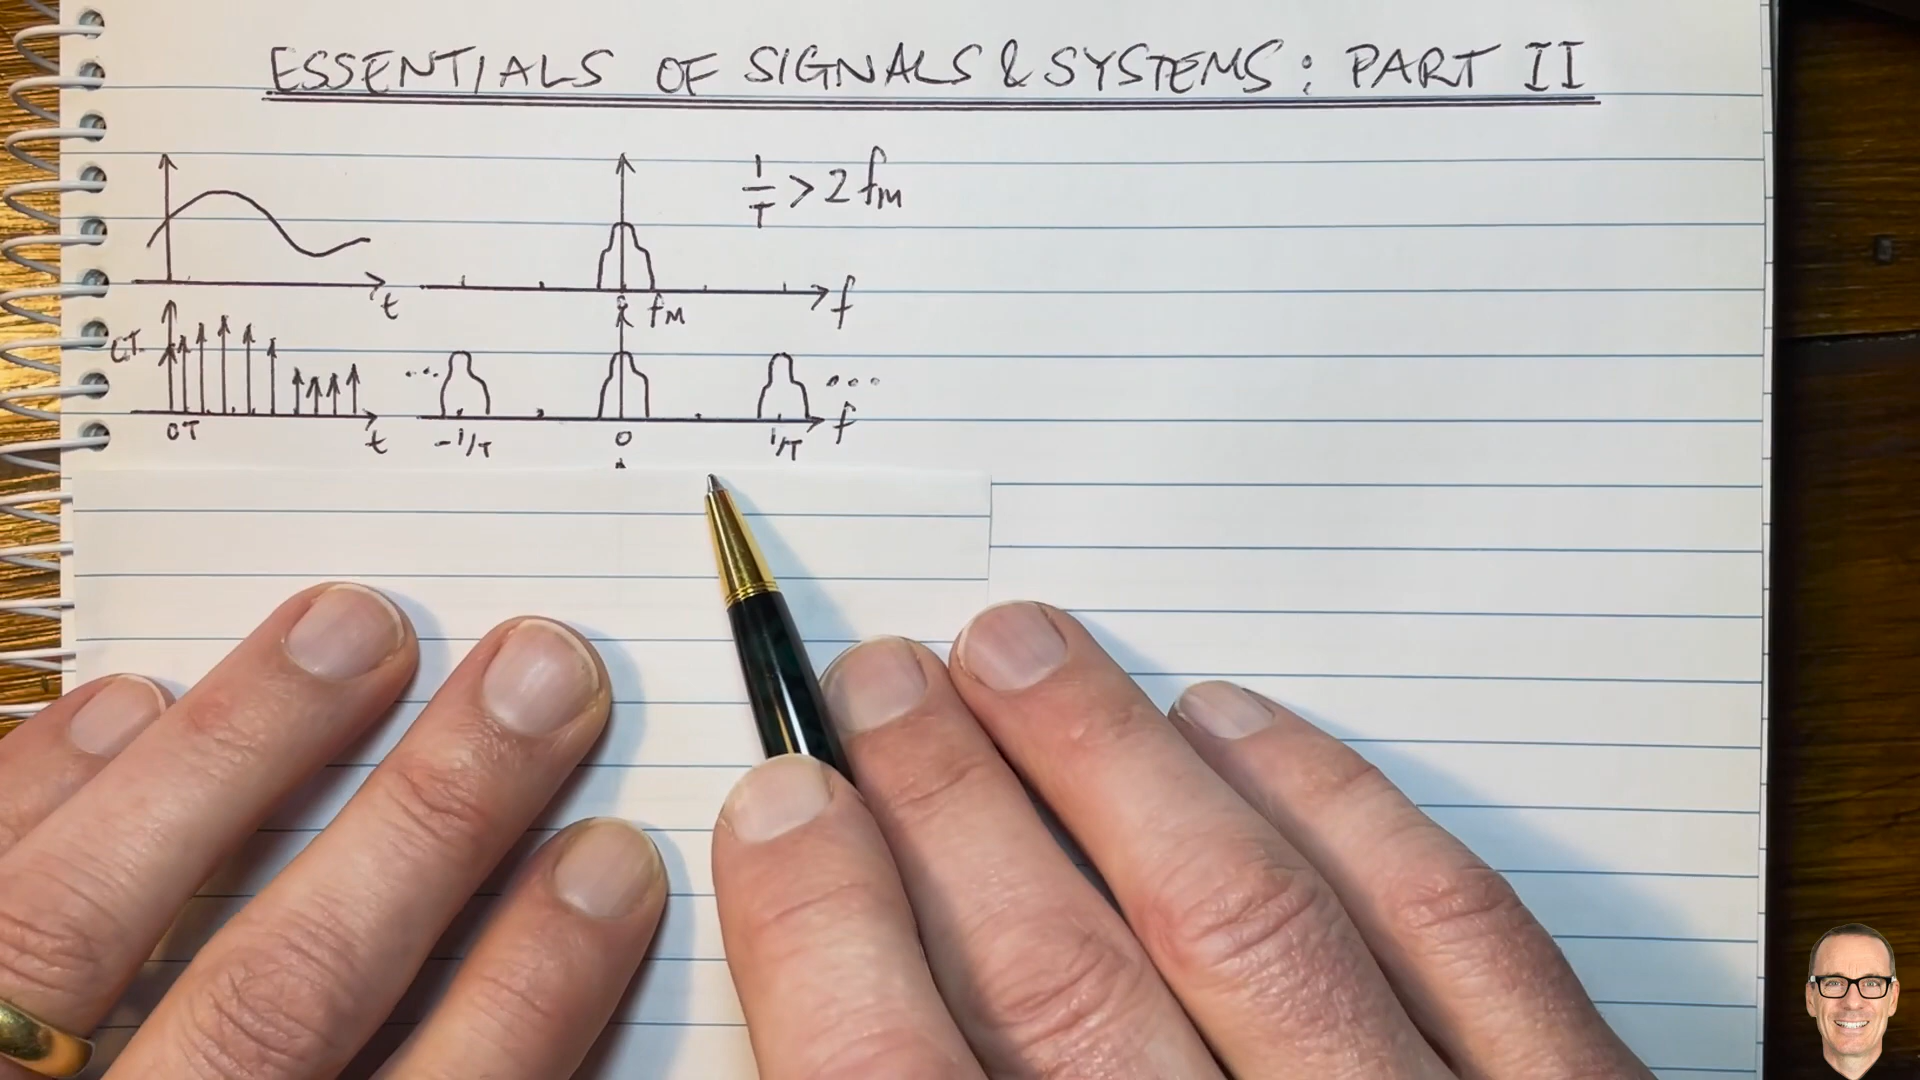 ESSENTIALS OF SIGNALS & SYSTEMS: PART II
1/T > 2 fM
t
fM
f
CT
...
...
0T
t
-1/T
0
1/T
f